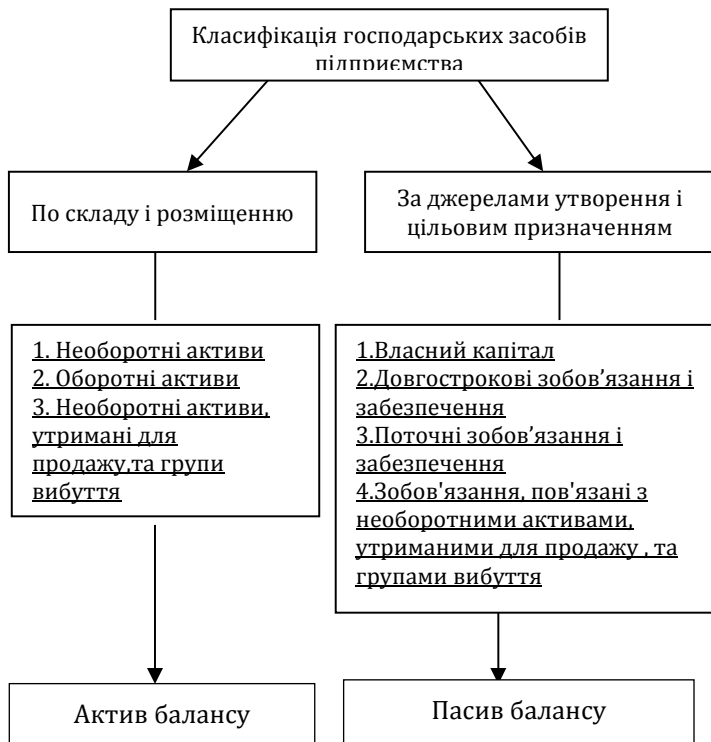 Класифікація господарських засобів
підприємства
По складу і розміщенню
За джерелами утворення і
цільовим призначенням
1. Необоротні активи
2. Оборотні активи
3. Необоротні активи,
утримані для
продажу,та групи
вибуття
1.Власний капітал
2.Довгострокові зобов’язання і
забезпечення
3.Поточні зобов’язання і
забезпечення
4.Зобов'язання, пов'язані з
необоротними активами,
утриманими для продажу , та
групами вибуття
Актив балансу
Пасив балансу